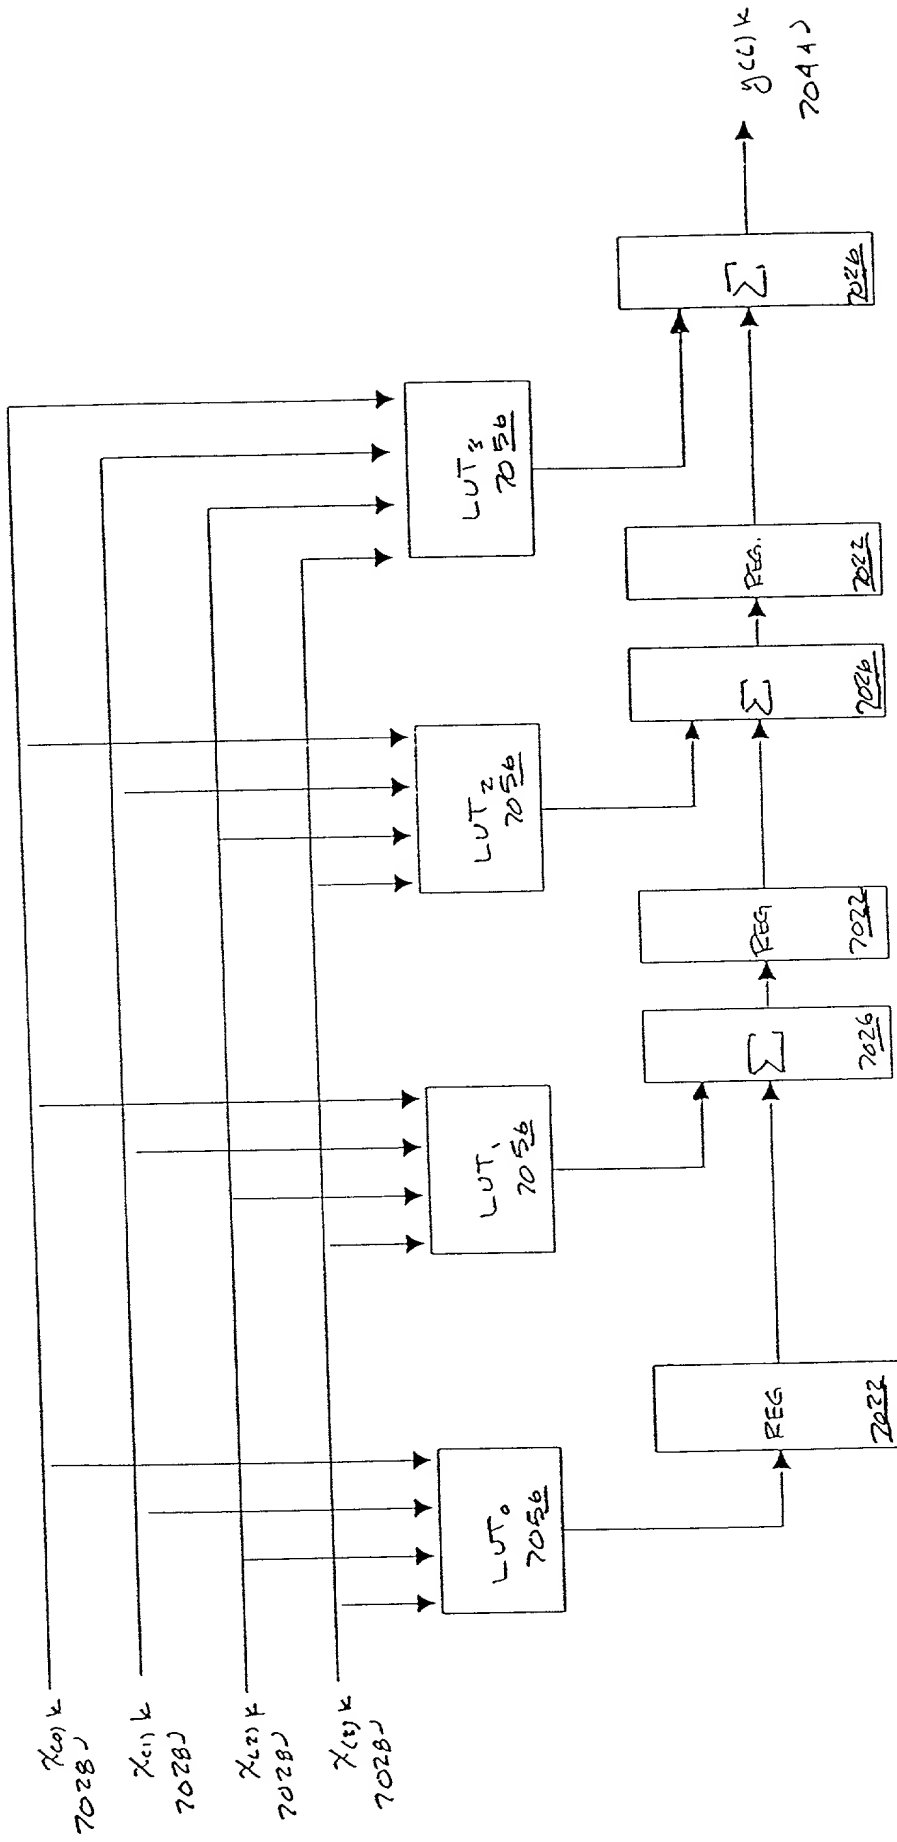 x(0)k
7028
x(1)k
7028
x(2)k
7028
x(3)k
7028
LUT0
7056
LUT1
7056
LUT2
7056
LUT3
7056
REG
7022
Σ
7026
REG
7022
Σ
7026
REG.
7022
Σ
7026
y(i)k
7044